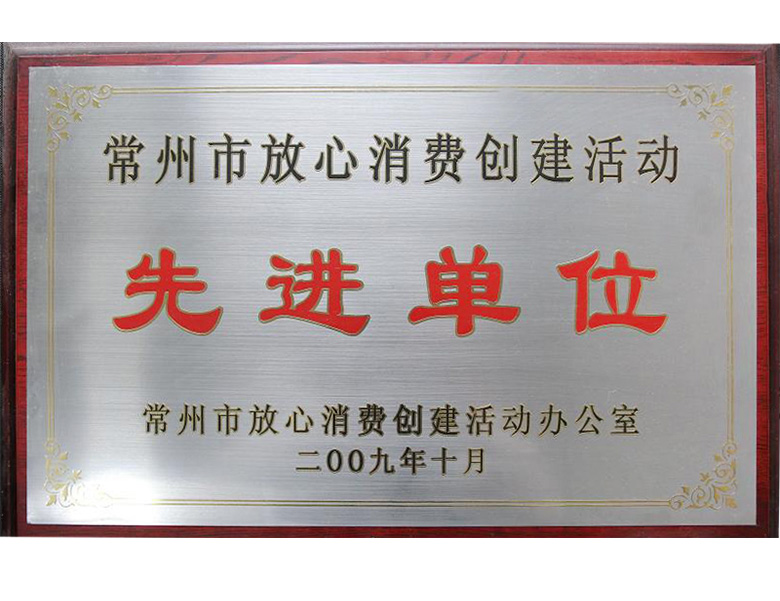 常州市放心消费创建活动
先进单位
常州市放心消费创建活动办公室
二00九年十月